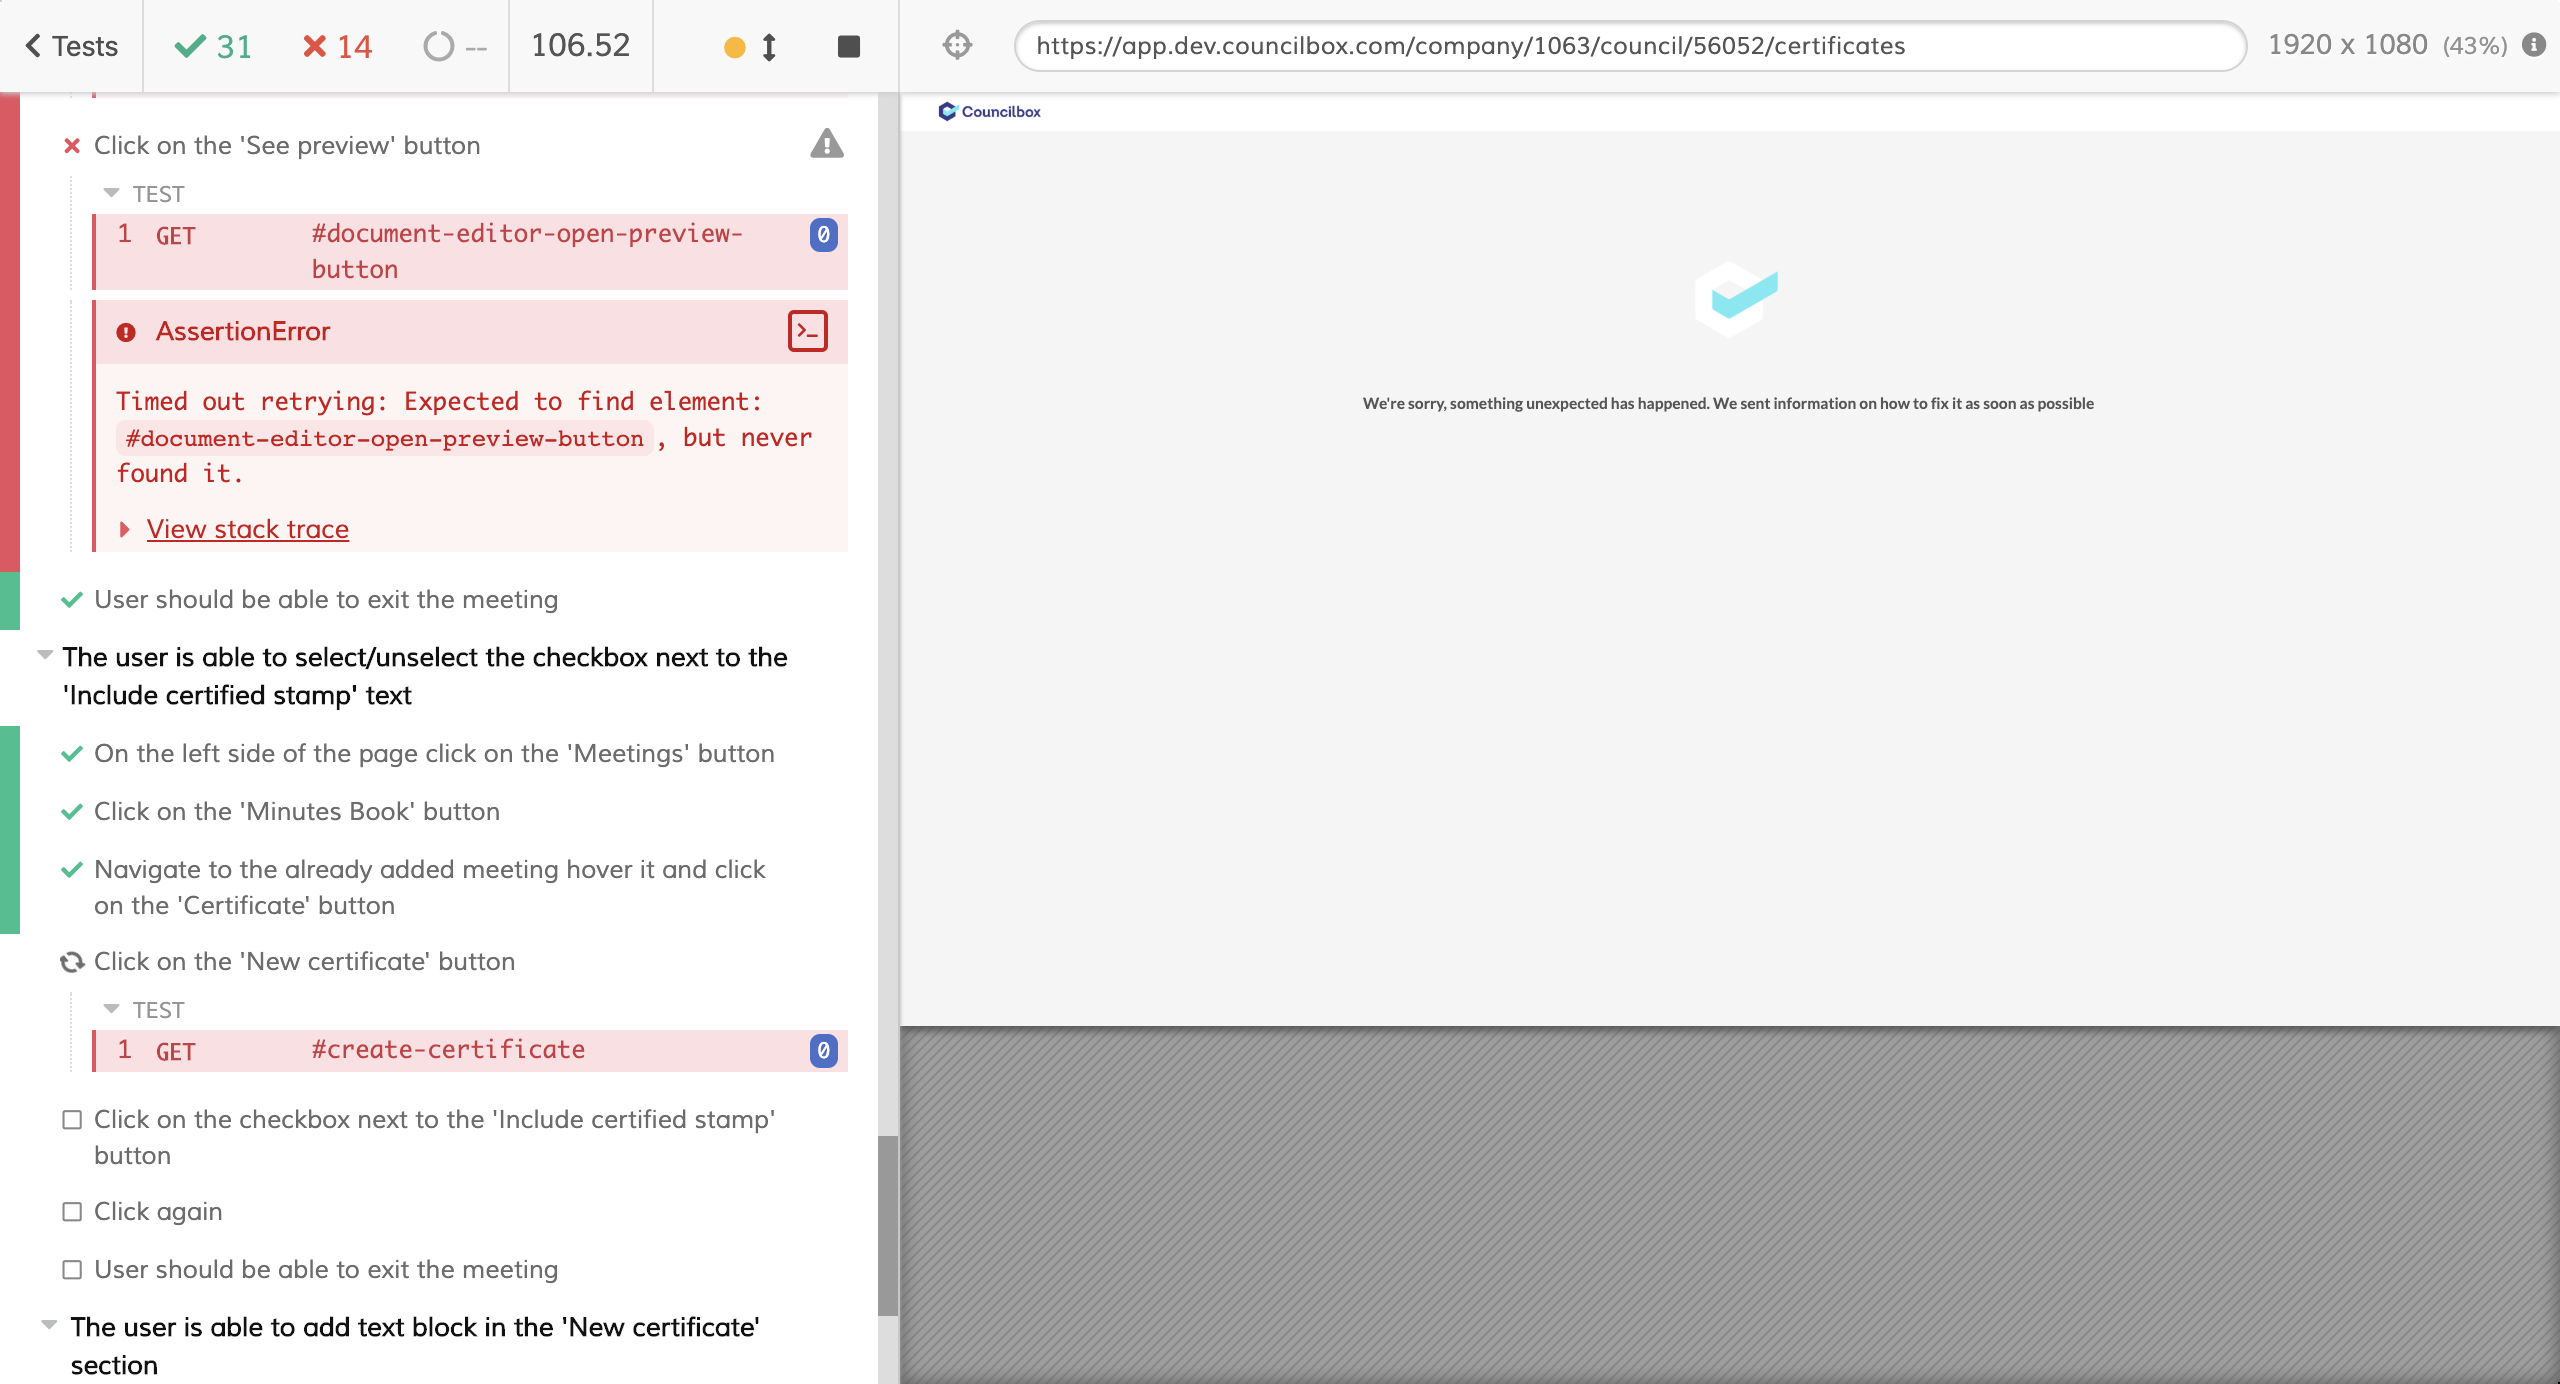 Tests
31
14
--
106.52
https://app.dev.councilbox.com/company/1063/council/56052/certificates
1920 x 1080 (43%)
Click on the 'See preview' button
TEST
1 GET #document-editor-open-preview-
button
0
AssertionError
Timed out retrying: Expected to find element:
#document-editor-open-preview-button, but never
found it.
View stack trace
User should be able to exit the meeting
The user is able to select/unselect the checkbox next to the
'Include certified stamp' text
On the left side of the page click on the 'Meetings' button
Click on the 'Minutes Book' button
Navigate to the already added meeting hover it and click
on the 'Certificate' button
Click on the 'New certificate' button
TEST
1 GET #create-certificate 0
Click on the checkbox next to the 'Include certified stamp'
button
Click again
User should be able to exit the meeting
The user is able to add text block in the 'New certificate'
section
Councilbox
We're sorry, something unexpected has happened. We sent information on how to fix it as soon as possible